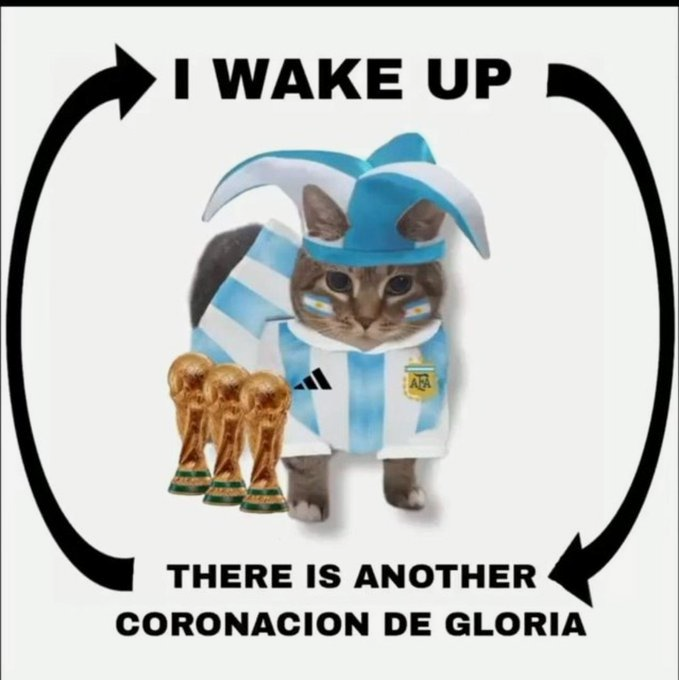 I WAKE UP
AFA
THERE IS ANOTHER
CORONACION DE GLORIA